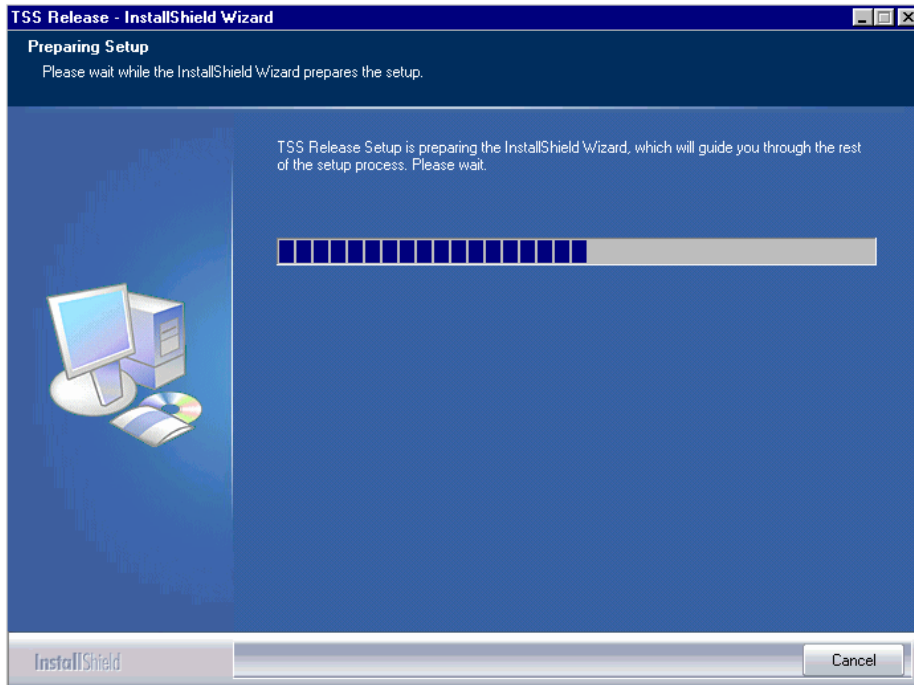 TSS Release - InstallShield Wizard
Preparing Setup
Please wait while the InstallShield Wizard prepares the setup.
TSS Release Setup is preparing the InstallShield Wizard, which will guide you through the rest
of the setup process. Please wait.
InstallShield
Cancel